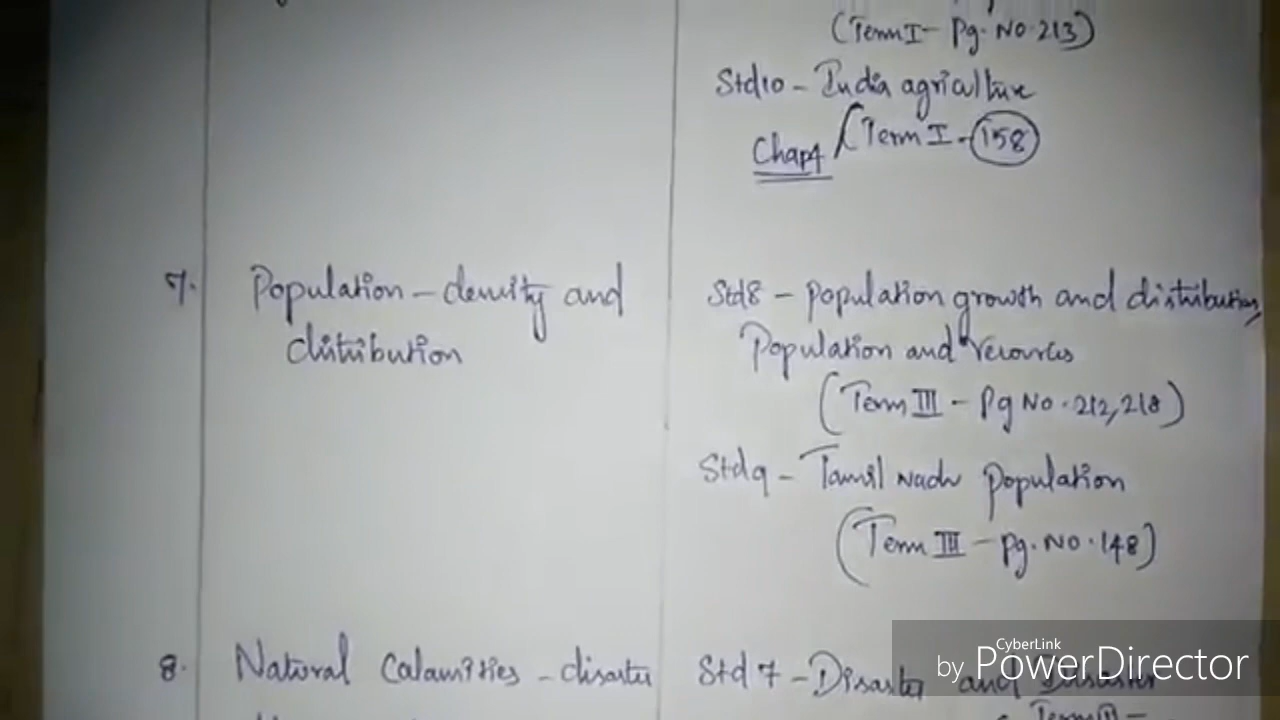 (Term I - Pg. No. 213)
Std10 - India agriculture
Chap4 (Term I - 158
7. Population - density and distribution
Std8 - Population growth and distribution,
Population and resources
(Term III - Pg No. 212, 218)
Std9 - Tamil Nadu Population
(Term III - Pg. No. 148)
8. Natural Calamities - disaster
Std 7 - Disaster and Disaster
CyberLink
by PowerDirector